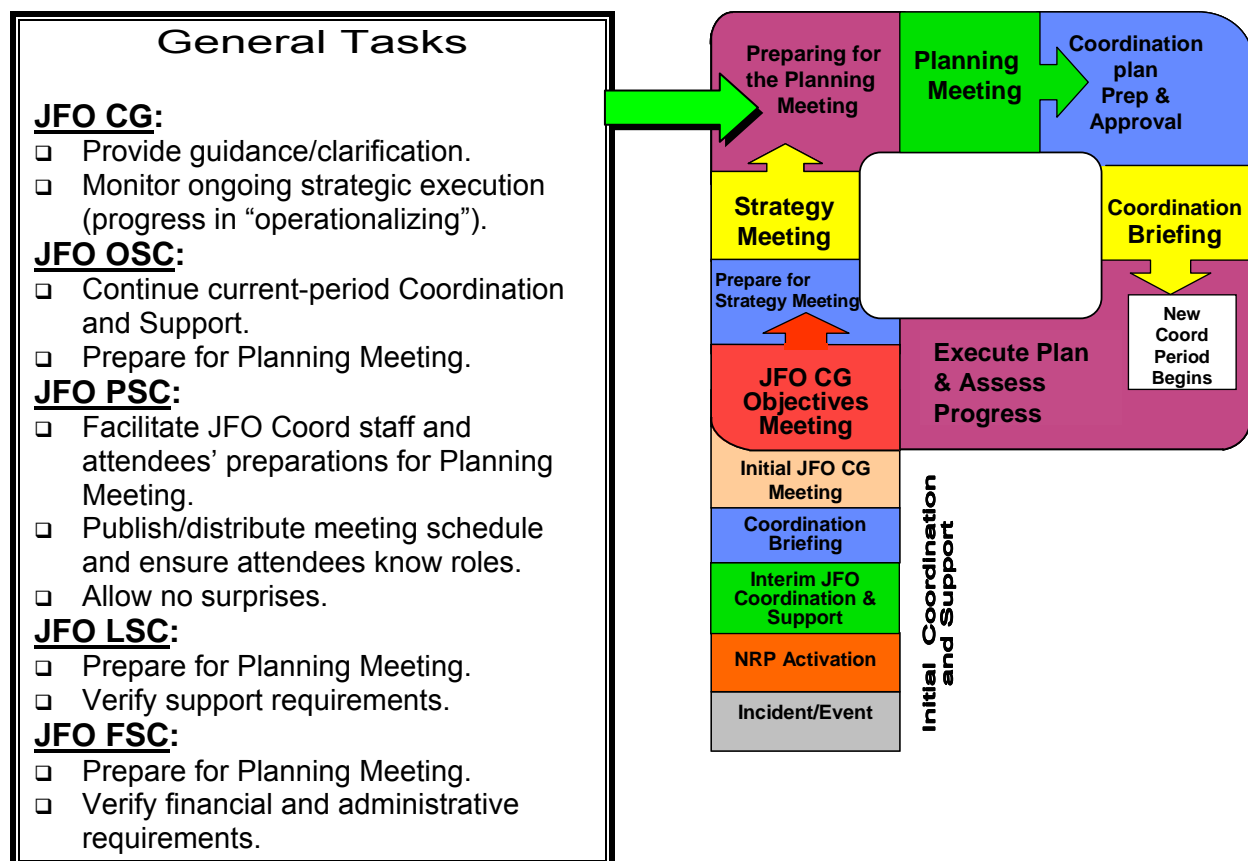 General Tasks
JFO CG:
❑ Provide guidance/clarification.
❑ Monitor ongoing strategic execution
(progress in “operationalizing”).
JFO OSC:
❑ Continue current-period Coordination
and Support.
❑ Prepare for Planning Meeting.
JFO PSC:
❑ Facilitate JFO Coord staff and
attendees’ preparations for Planning
Meeting.
❑ Publish/distribute meeting schedule
and ensure attendees know roles.
❑ Allow no surprises.
JFO LSC:
❑ Prepare for Planning Meeting.
❑ Verify support requirements.
JFO FSC:
❑ Prepare for Planning Meeting.
❑ Verify financial and administrative
requirements.
Preparing for
the Planning
Meeting
Planning
Meeting
Coordination
plan
Prep &
Approval
Strategy
Meeting
Coordination
Briefing
Prepare for
Strategy Meeting
New
Coord
Period
Begins
Execute Plan
& Assess
Progress
JFO CG
Objectives
Meeting
Initial JFO CG
Meeting
Coordination
Briefing
Interim JFO
Coordination &
Support
NRP Activation
Incident/Event
Initial Coordination
and Support